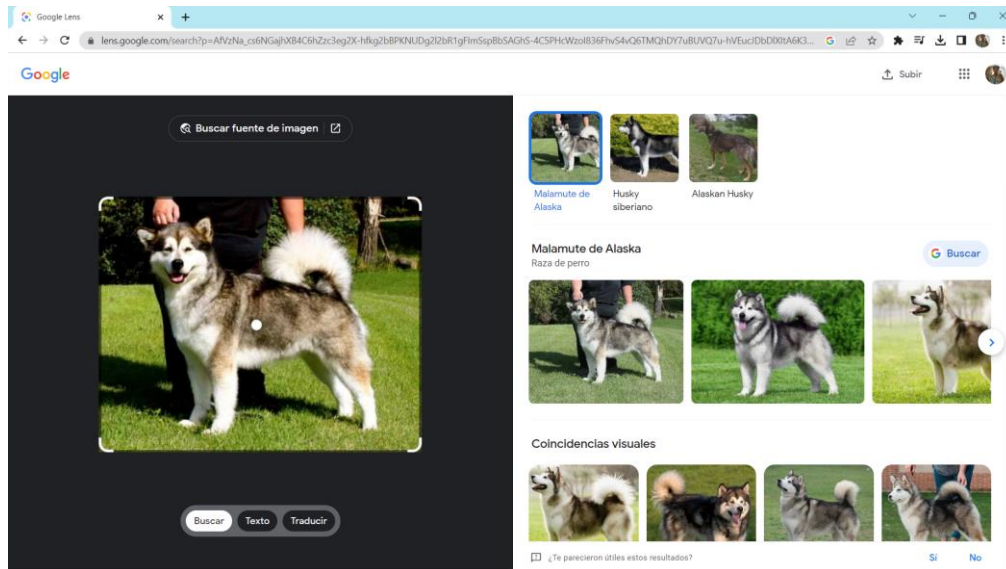 Google Lens
lens.google.com/search?p=AfVzNa_cs6NGajhXB4C6hZzc3eg2X-hfkg2bBPKNUDg2l2bR1gFlmSspBbSAGhS-4C5PHcWzol836FhvS4vQ6TMQhDY7uBUVQ7u-hVEucJDbDlXItA6K3...
Google
Subir
Buscar fuente de imagen
Buscar
Texto
Traducir
Malamute de
Alaska
Husky
siberiano
Alaskan Husky
Malamute de Alaska
Raza de perro
Buscar
Coincidencias visuales
¿Te parecieron útiles estos resultados?
Sí
No